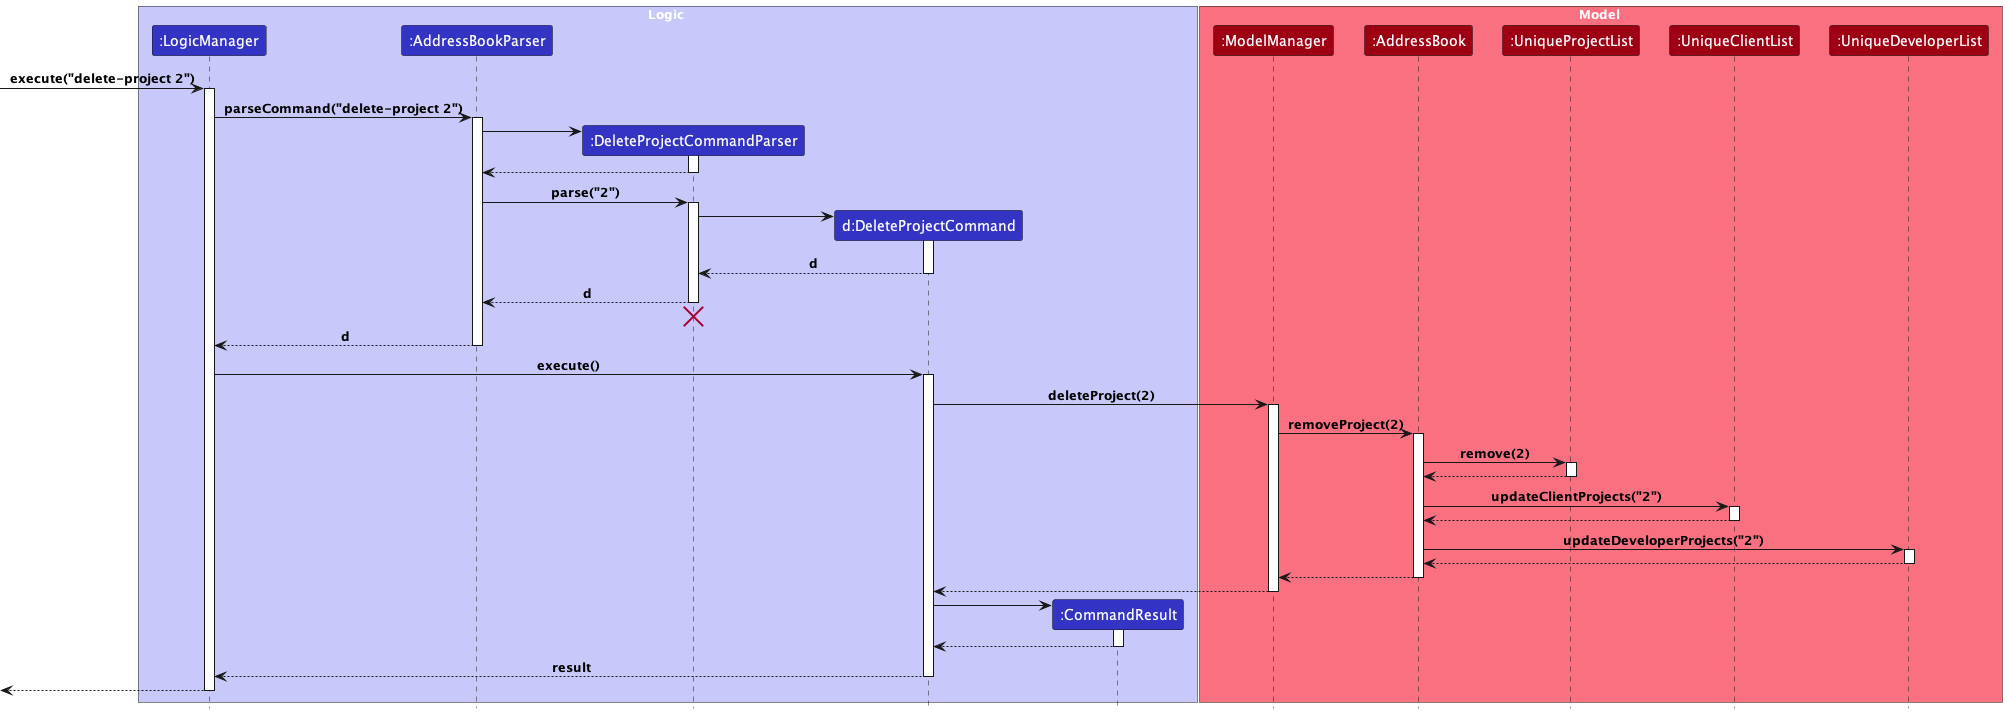 Logic
Model
:LogicManager
:AddressBookParser
:ModelManager
:AddressBook
:UniqueProjectList
:UniqueClientList
:UniqueDeveloperList
execute("delete-project 2")
parseCommand("delete-project 2")
:DeleteProjectCommandParser
parse("2")
d:DeleteProjectCommand
d
d
d
execute()
deleteProject(2)
removeProject(2)
remove(2)
updateClientProjects("2")
updateDeveloperProjects("2")
:CommandResult
result